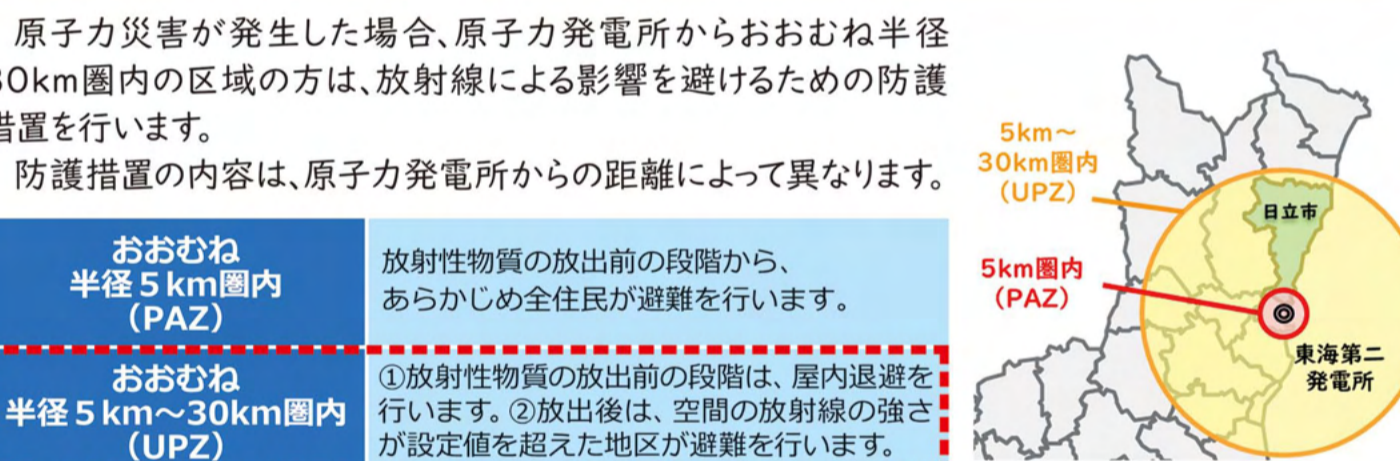 原子力災害が発生した場合、原子力発電所からおおむね半径
30km圏内の区域の方は、放射線による影響を避けるための防護
措置を行います。
防護措置の内容は、原子力発電所からの距離によって異なります。
おおむね
半径5km圏内
(PAZ)
放射性物質の放出前の段階から、
あらかじめ全住民が避難を行います。
おおむね
半径5km～30km圏内
(UPZ)
①放射性物質の放出前の段階は、屋内退避を
行います。②放出後は、空間の放射線の強さ
が設定値を超えた地区が避難を行います。
5km～
30km圏内
(UPZ)
日立市
5km圏内
(PAZ)
東海第二
発電所